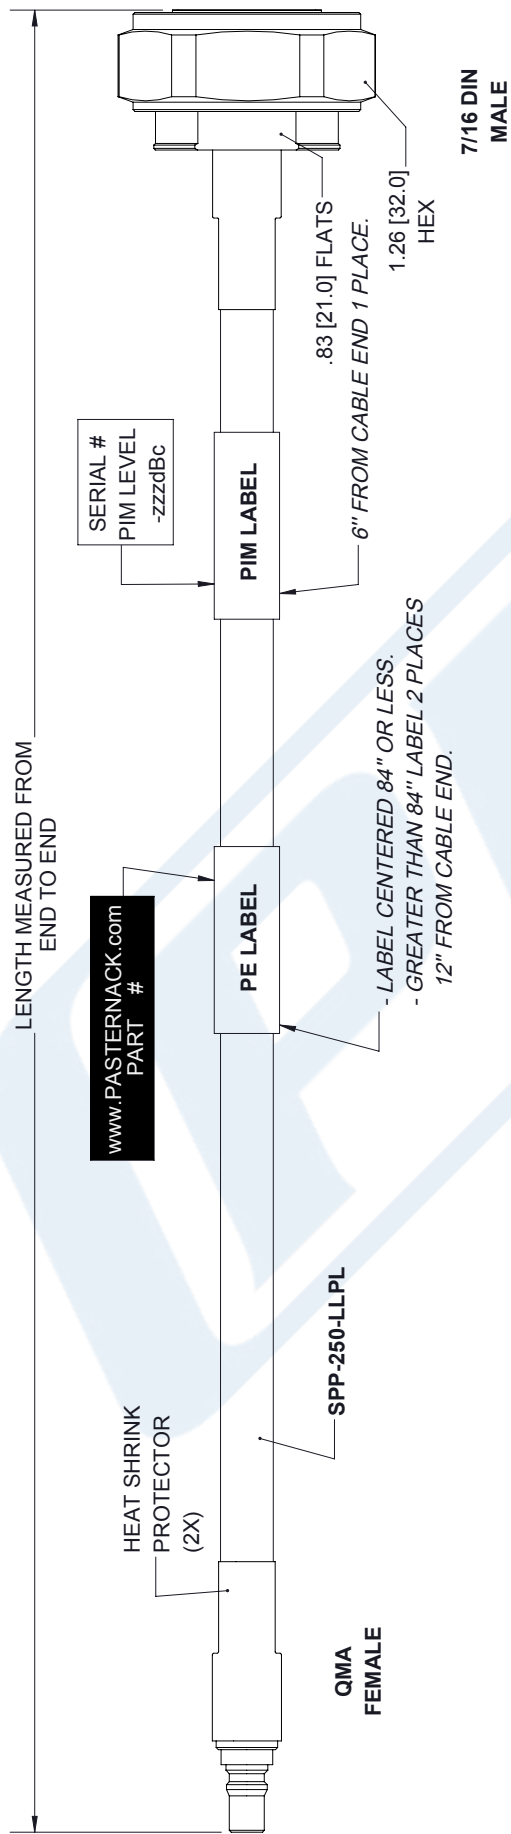 LENGTH MEASURED FROM
END TO END
HEAT SHRINK
PROTECTOR
(2X)
www.PASTERNACK.com
PART #
SERIAL #
PIM LEVEL
-zzzdBc
PE LABEL
PIM LABEL
QMA
FEMALE
SPP-250-LLPL
- LABEL CENTERED 84" OR LESS.
- GREATER THAN 84" LABEL 2 PLACES
12" FROM CABLE END.
6" FROM CABLE END 1 PLACE.
.83 [21.0] FLATS
1.26 [32.0]
HEX
7/16 DIN
MALE